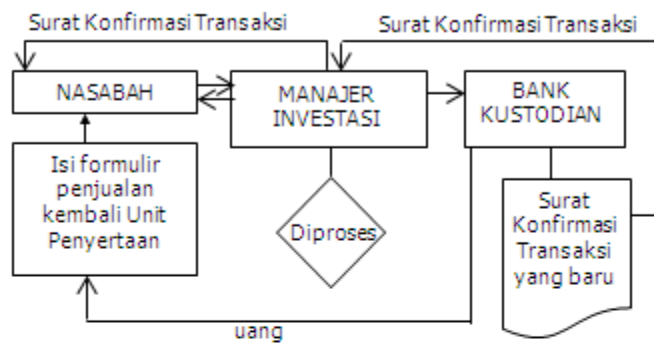 Surat Konfirmasi Transaksi
Surat Konfirmasi Transaksi
NASABAH
MANAJER
INVESTASI
BANK
KUSTODIAN
Isi formulir
penjualan
kembali Unit
Penyertaan
Diproses
Surat
Konfirmasi
Transaksi
yang baru
uang